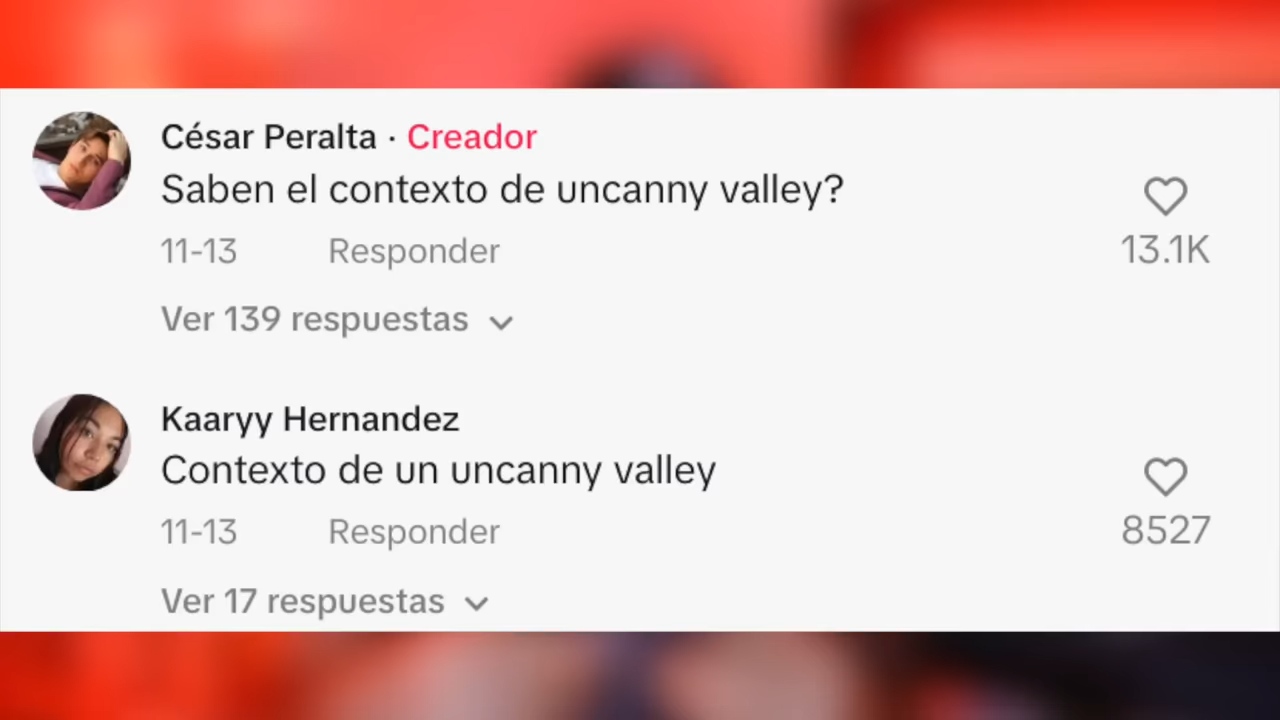 César Peralta · Creador
Saben el contexto de uncanny valley?
11-13 Responder
13.1K
Ver 139 respuestas
Kaaryy Hernandez
Contexto de un uncanny valley
11-13 Responder
8527
Ver 17 respuestas